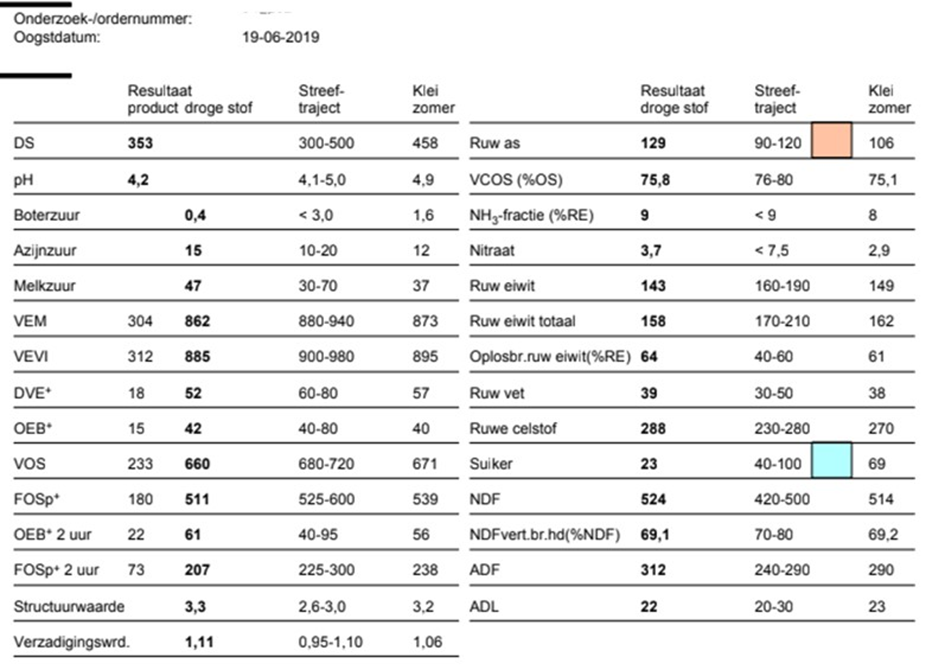 Onderzoek-/ordernummer:
Oogstdatum: 19-06-2019
Resultaat Streef- Klei
product droge stof traject zomer
DS 353 300-500 458
pH 4,2 4,1-5,0 4,9
Boterzuur 0,4 < 3,0 1,6
Azijnzuur 15 10-20 12
Melkzuur 47 30-70 37
VEM 304 862 880-940 873
VEVI 312 885 900-980 895
DVE+ 18 52 60-80 57
OEB+ 15 42 40-80 40
VOS 233 660 680-720 671
FOSp+ 180 511 525-600 539
OEB+ 2 uur 22 61 40-95 56
FOSp+ 2 uur 73 207 225-300 238
Structuurwaarde 3,3 2,6-3,0 3,2
Verzadigingswrd. 1,11 0,95-1,10 1,06
Resultaat Streef- Klei
droge stof traject zomer
Ruw as 129 90-120 106
VCOS (%OS) 75,8 76-80 75,1
NH3-fractie (%RE) 9 < 9 8
Nitraat 3,7 < 7,5 2,9
Ruw eiwit 143 160-190 149
Ruw eiwit totaal 158 170-210 162
Oplosbr.ruw eiwit(%RE) 64 40-60 61
Ruw vet 39 30-50 38
Ruwe celstof 288 230-280 270
Suiker 23 40-100 69
NDF 524 420-500 514
NDFvert.br.hd(%NDF) 69,1 70-80 69,2
ADF 312 240-290 290
ADL 22 20-30 23